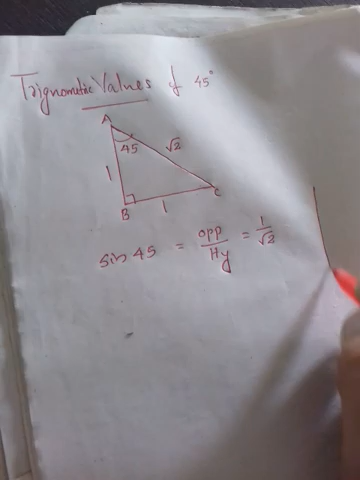 Trignometric Values of 45°
A
45
√2
1
B
1
C
sin 45 = opp/Hy = 1/√2